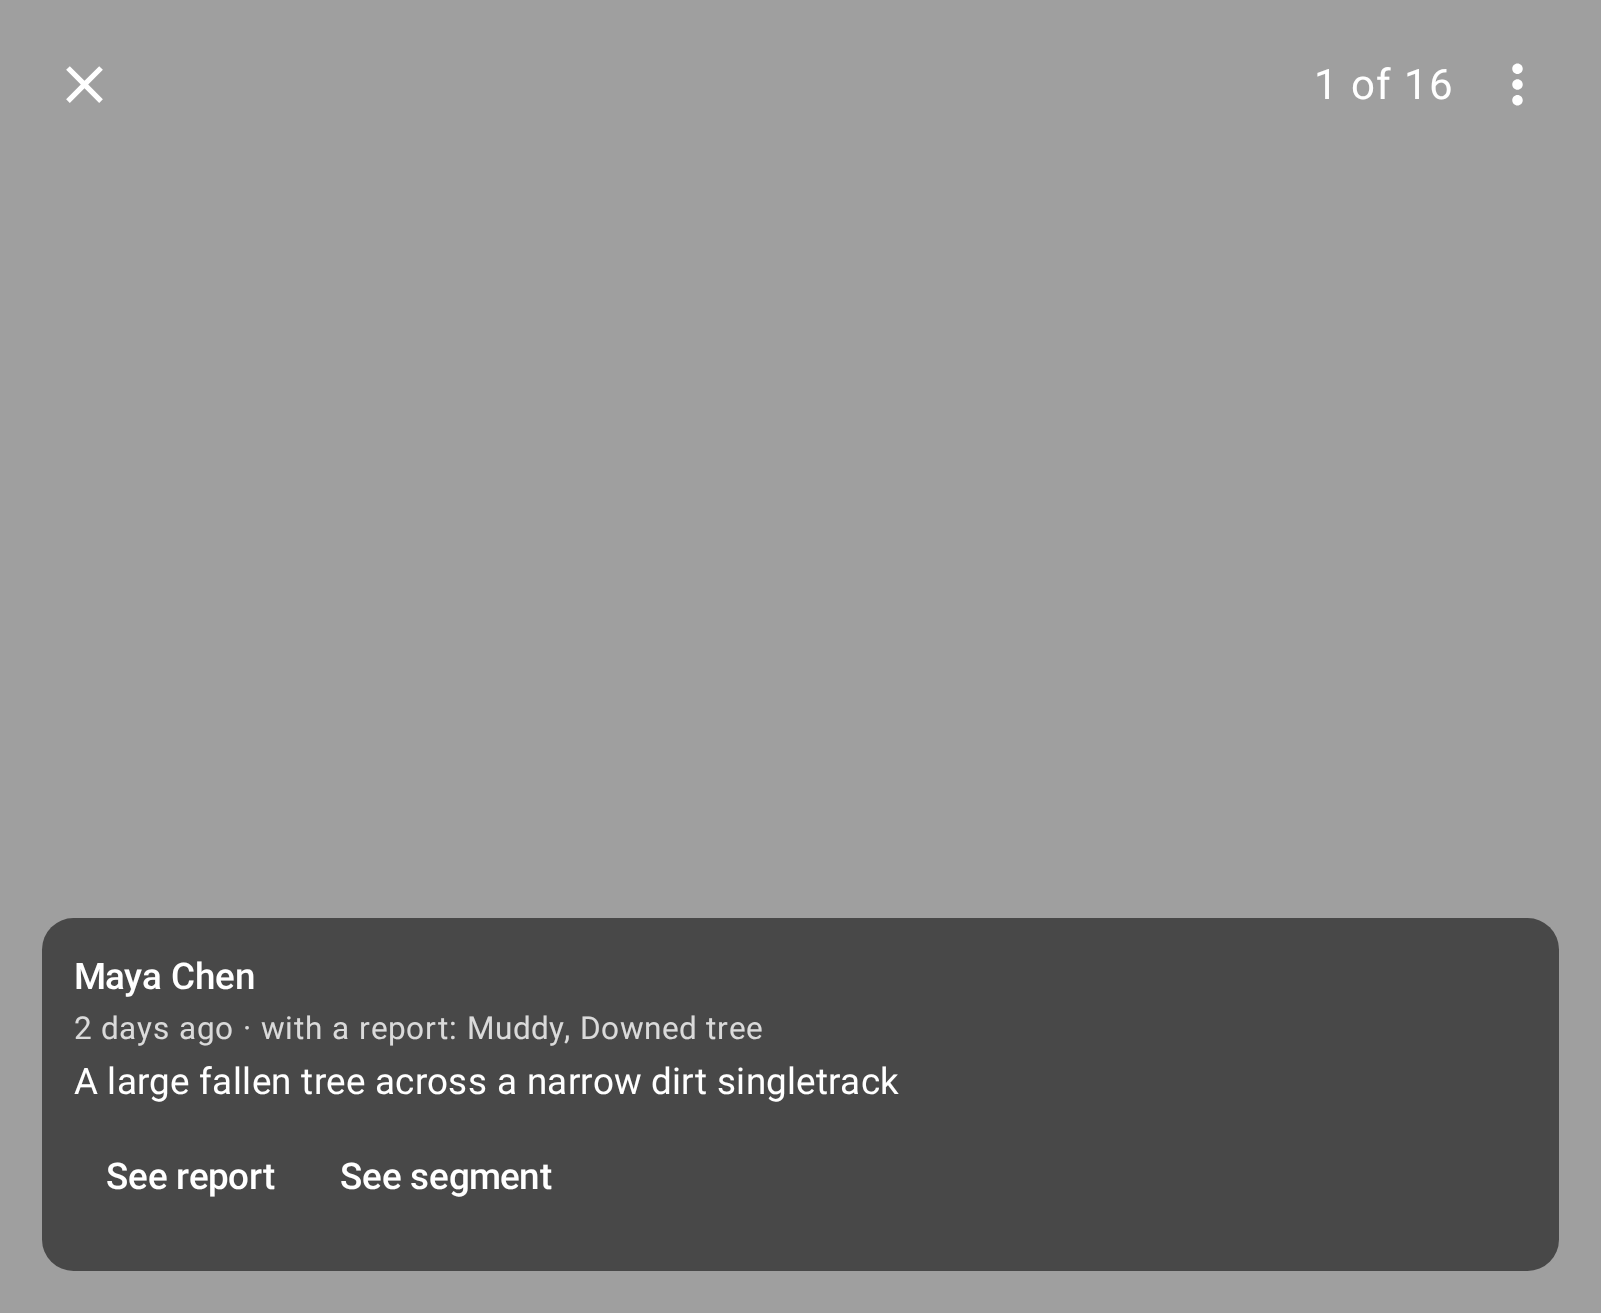 1 of 16
Maya Chen
2 days ago · with a report: Muddy, Downed tree
A large fallen tree across a narrow dirt singletrack
See report See segment